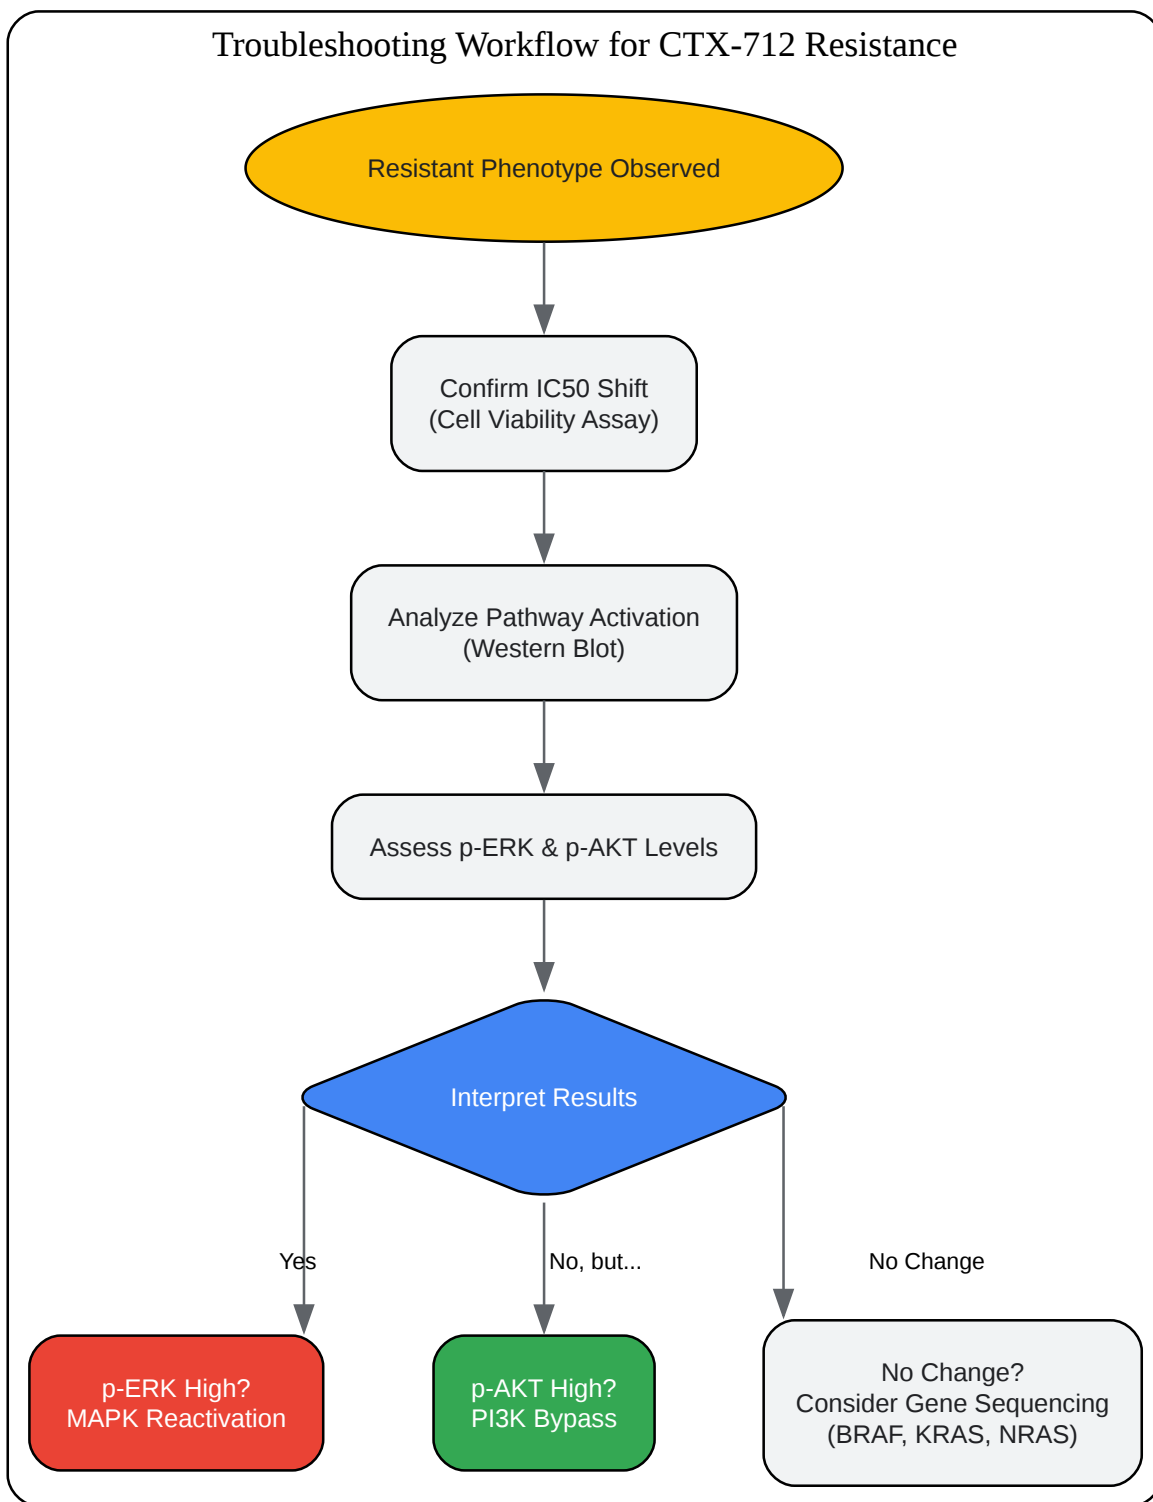 Troubleshooting Workflow for CTX-712 Resistance
Resistant Phenotype Observed
Confirm IC50 Shift
(Cell Viability Assay)
Analyze Pathway Activation
(Western Blot)
Assess p-ERK & p-AKT Levels
Interpret Results
Yes
No, but...
No Change
p-ERK High?
MAPK Reactivation
p-AKT High?
PI3K Bypass
No Change?
Consider Gene Sequencing
(BRAF, KRAS, NRAS)